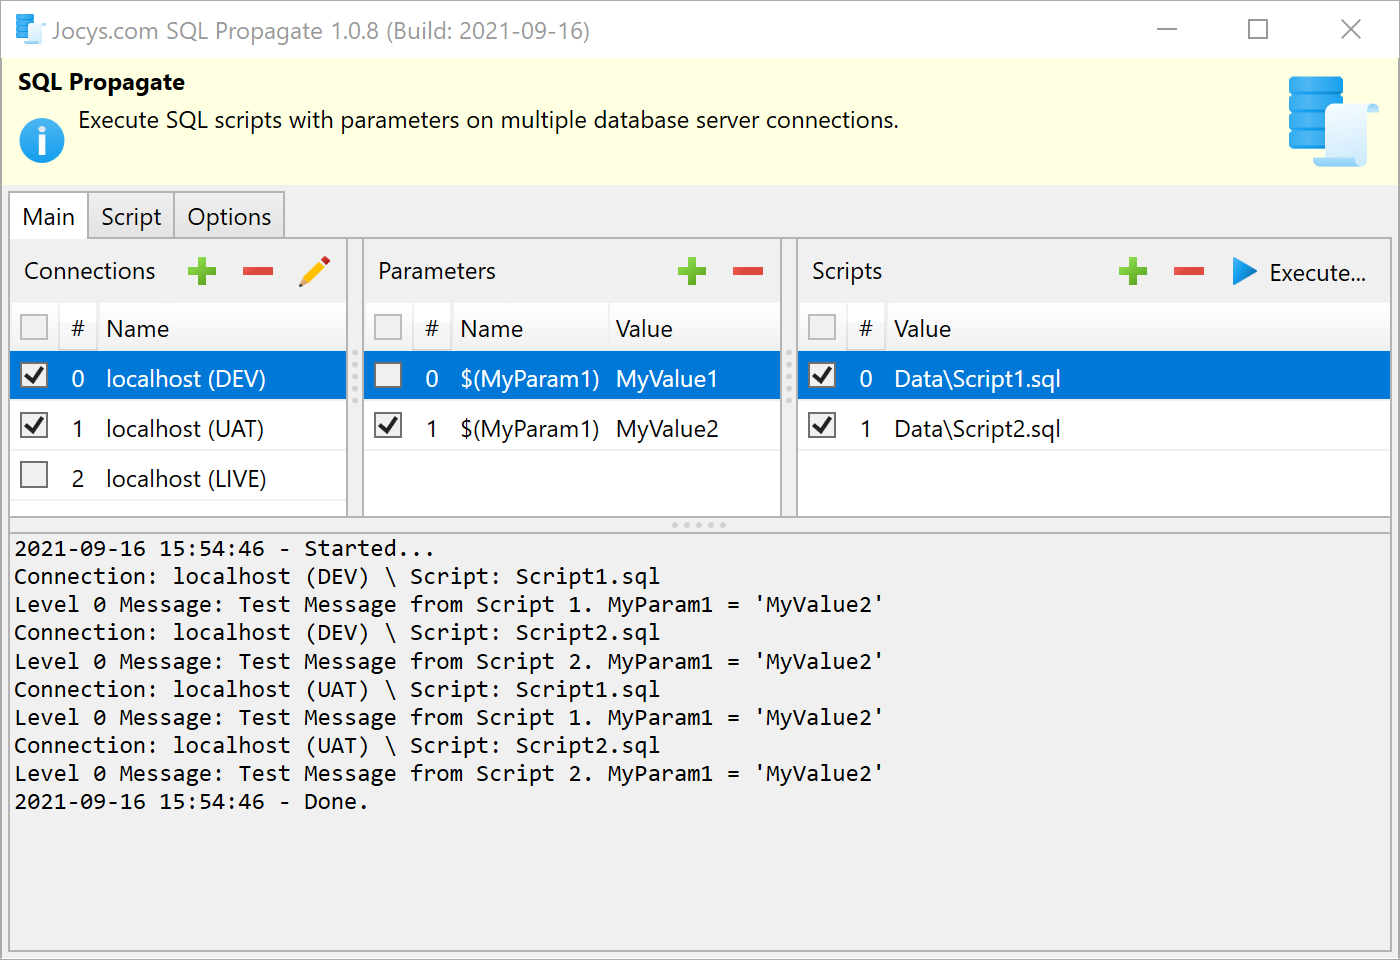 Jocys.com SQL Propagate 1.0.8 (Build: 2021-09-16)
SQL Propagate
Execute SQL scripts with parameters on multiple database server connections.
Main Script Options
Connections
# Name
0 localhost (DEV)
1 localhost (UAT)
2 localhost (LIVE)
Parameters
# Name Value
0 $(MyParam1) MyValue1
1 $(MyParam1) MyValue2
Scripts Execute...
# Value
0 Data\Script1.sql
1 Data\Script2.sql
2021-09-16 15:54:46 - Started...
Connection: localhost (DEV) \ Script: Script1.sql
Level 0 Message: Test Message from Script 1. MyParam1 = 'MyValue2'
Connection: localhost (DEV) \ Script: Script2.sql
Level 0 Message: Test Message from Script 2. MyParam1 = 'MyValue2'
Connection: localhost (UAT) \ Script: Script1.sql
Level 0 Message: Test Message from Script 1. MyParam1 = 'MyValue2'
Connection: localhost (UAT) \ Script: Script2.sql
Level 0 Message: Test Message from Script 2. MyParam1 = 'MyValue2'
2021-09-16 15:54:46 - Done.